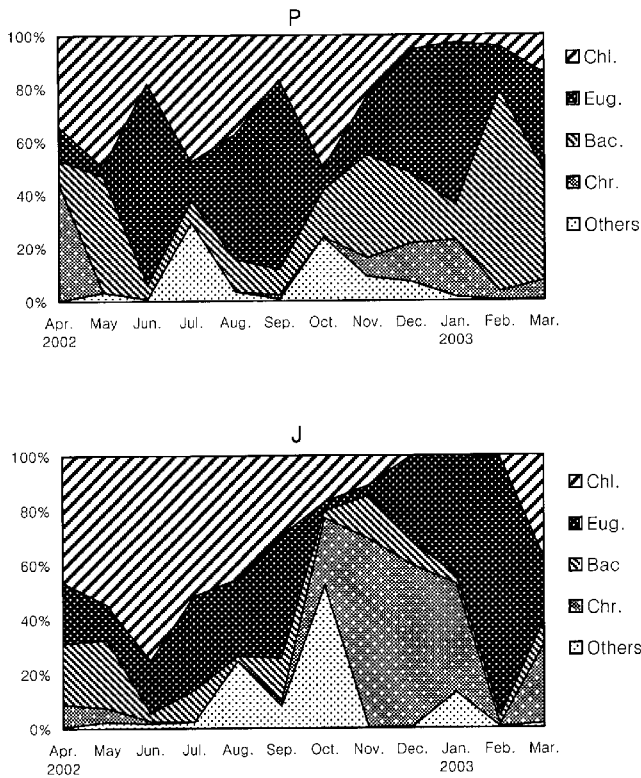 P
100%
80%
60%
40%
20%
0%
Apr. May Jun. Jul. Aug. Sep. Oct. Nov. Dec. Jan. Feb. Mar.
2002 2003
Chl.
Eug.
Bac.
Chr.
Others
J
100%
80%
60%
40%
20%
0%
Apr. May Jun. Jul. Aug. Sep. Oct. Nov. Dec. Jan. Feb. Mar.
2002 2003
Chl.
Eug.
Bac
Chr.
Others